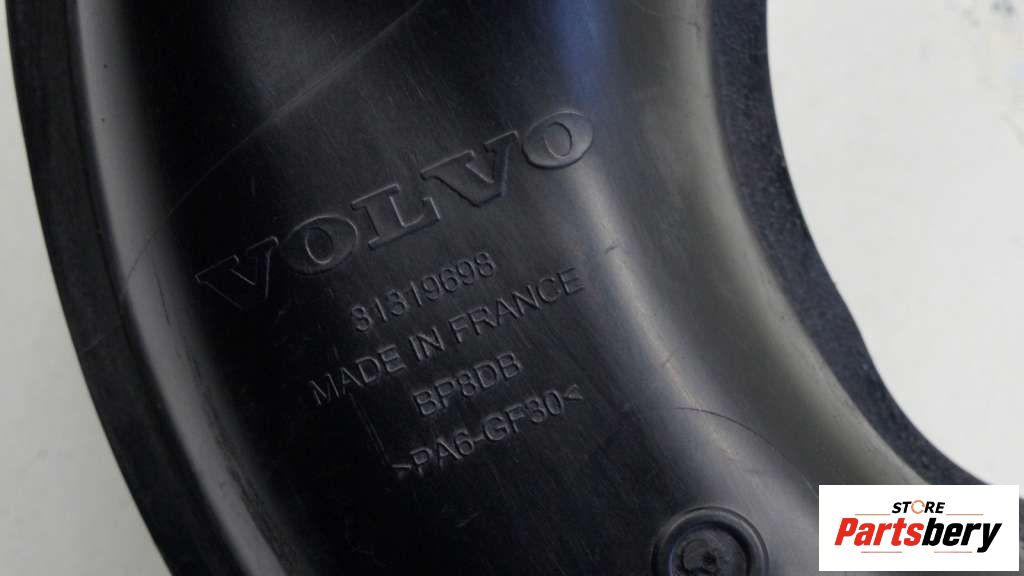 VOLVO
31319698
MADE IN FRANCE
BP8DB
>PA6-GF30<
STORE
Partsbery